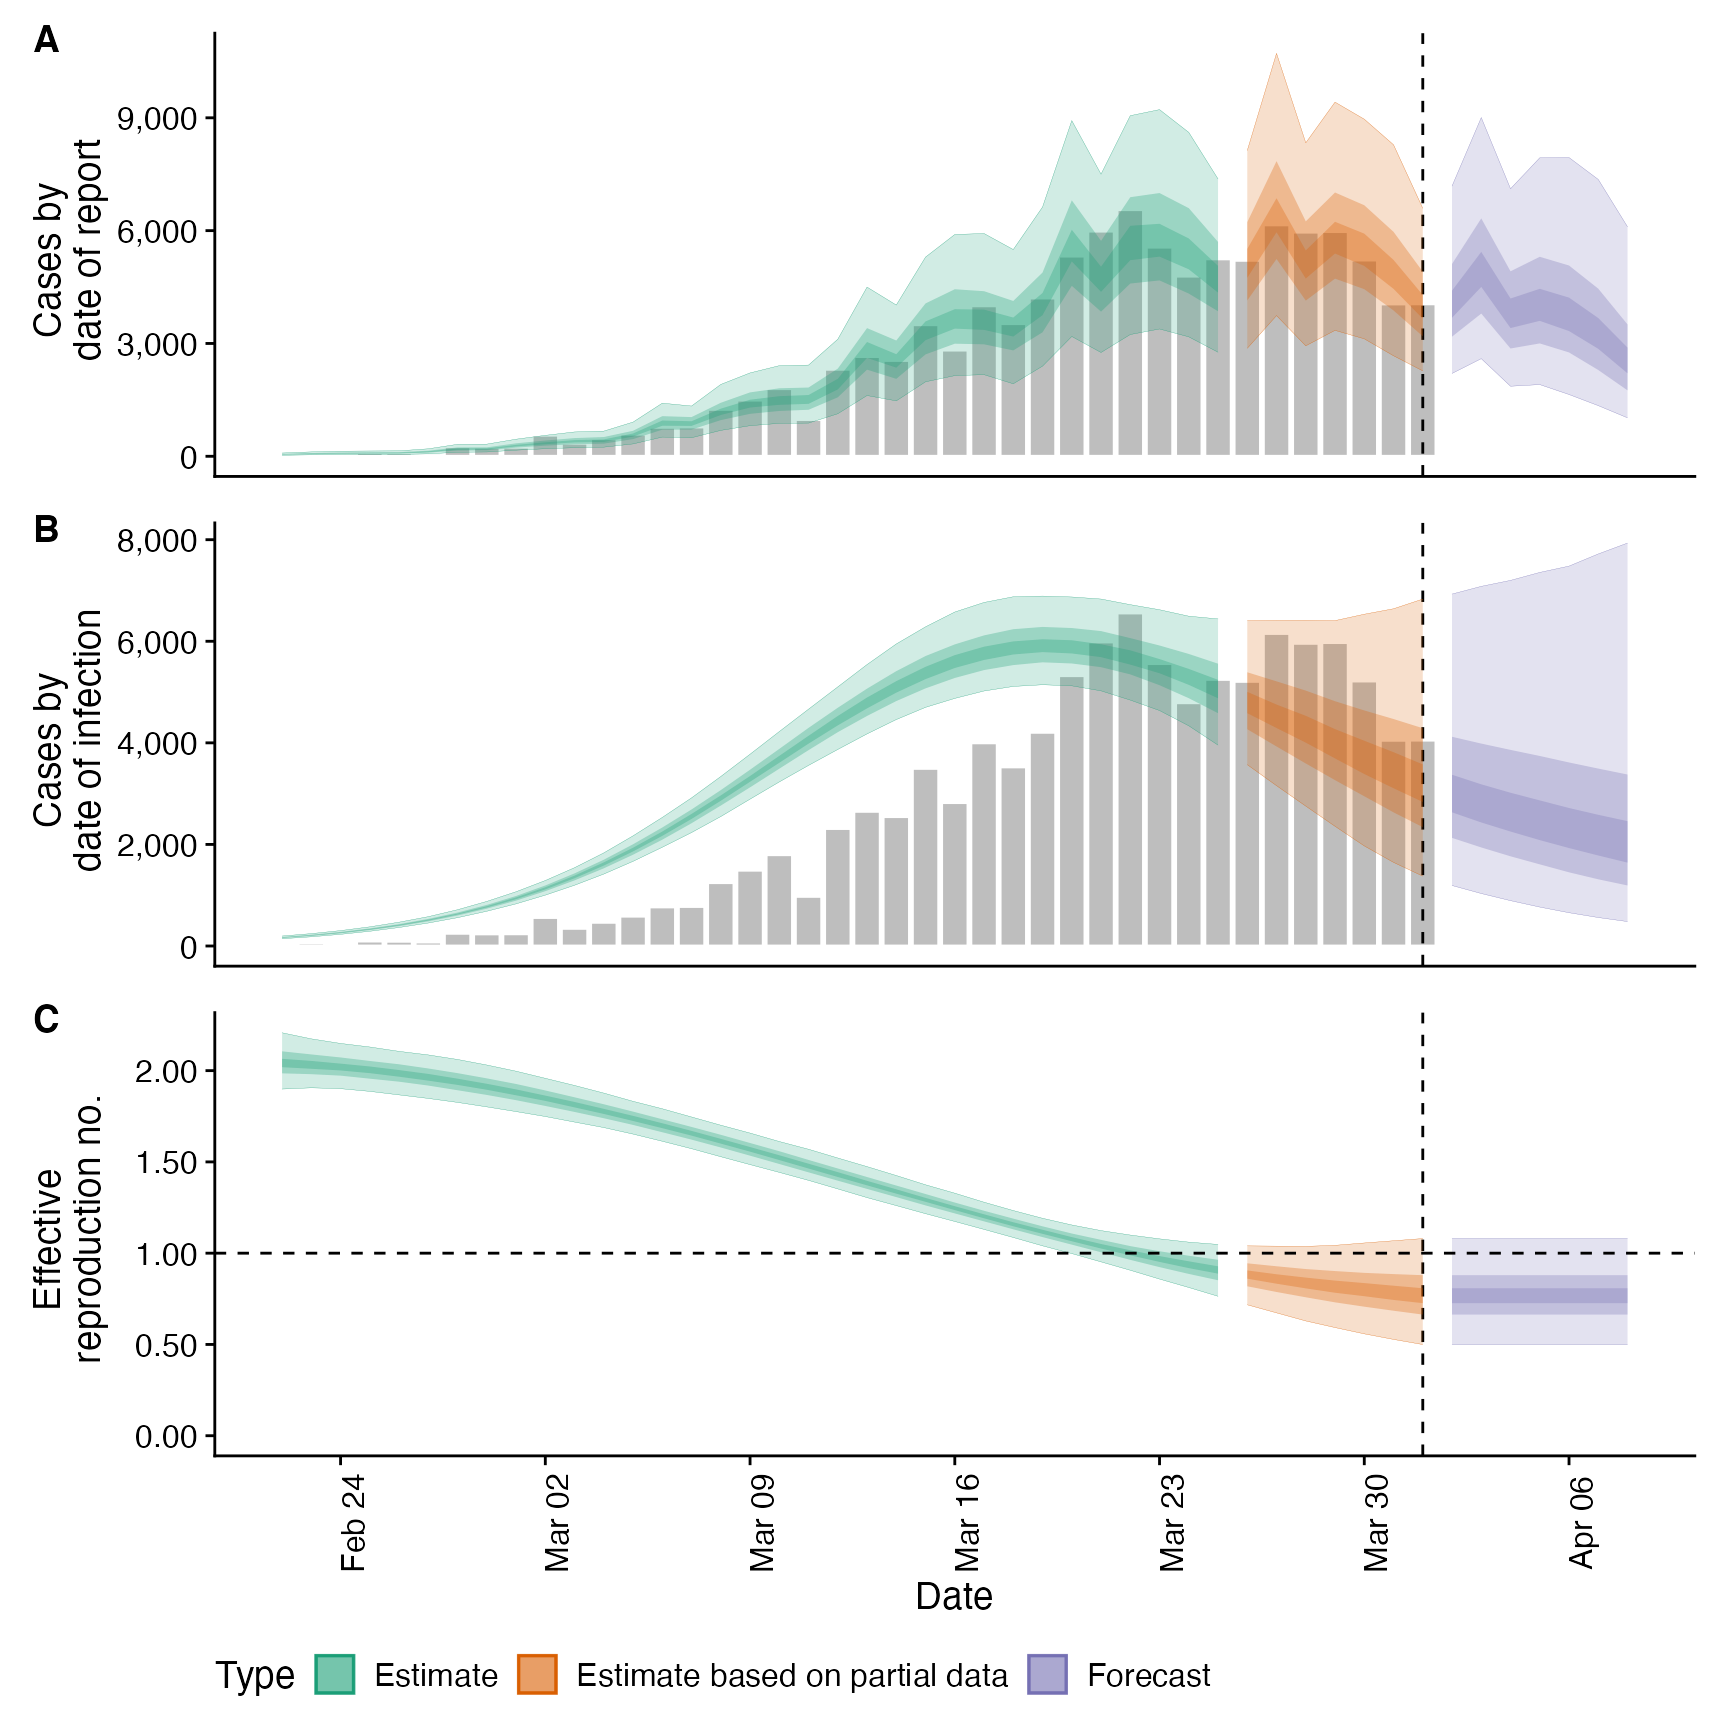 A
Cases by
date of report
9,000
6,000
3,000
0
B
Cases by
date of infection
8,000
6,000
4,000
2,000
0
C
Effective
reproduction no.
2.00
1.50
1.00
0.50
0.00
Feb 24
Mar 02
Mar 09
Mar 16
Mar 23
Mar 30
Apr 06
Date
Type Estimate Estimate based on partial data Forecast